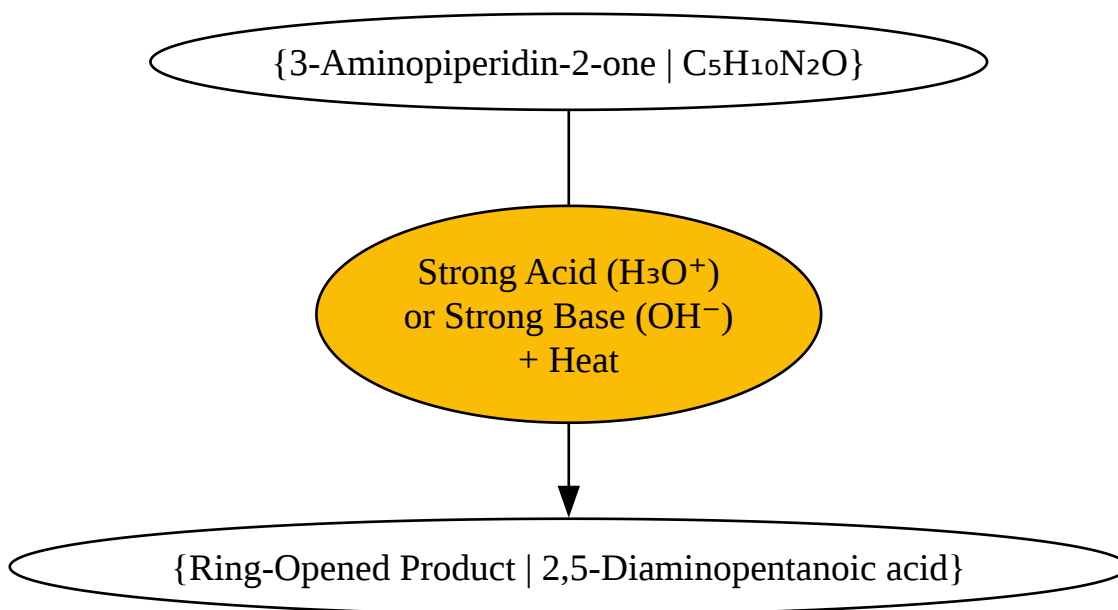 {3-Aminopiperidin-2-one | C₅H₁₀N₂O}
Strong Acid (H₃O⁺)
or Strong Base (OH⁻)
+ Heat
{Ring-Opened Product | 2,5-Diaminopentanoic acid}